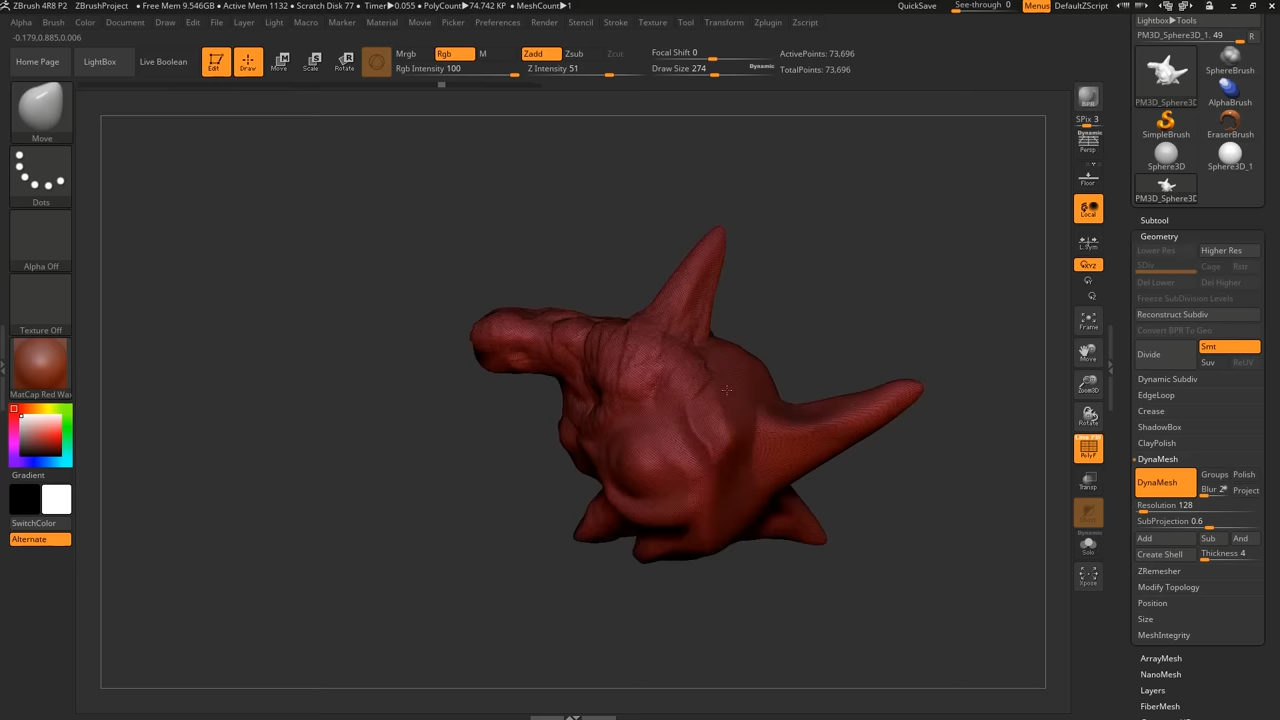 ZBrush 4R8 P2   ZBrushProject   • Free Mem 9.546GB • Active Mem 1132 • Scratch Disk 77 • Timer▶0.055 • PolyCount▶74.742 KP • MeshCount▶1   QuickSave   See-through 0   Menus   DefaultZScript
Alpha Brush Color Document Draw Edit File Layer Light Macro Marker Material Movie Picker Preferences Render Stencil Stroke Texture Tool Transform Zplugin Zscript
-0.179,0.885,0.006
Home Page LightBox Live Boolean
Edit Draw Move Scale Rotate
Mrgb Rgb M
Rgb Intensity 100
Zadd Zsub Zcut
Z Intensity 51
Focal Shift 0
Draw Size 274 Dynamic
ActivePoints: 73,696
TotalPoints: 73,696
Move
Dots
Alpha Off
Texture Off
MatCap Red Wax
Gradient
SwitchColor
Alternate
BPR
SPix 3
Dynamic
Persp
Floor
Local
L.Sym
XYZ
Frame
Move
Zoom3D
Rotate
Line Fill
PolyF
Transp
Dynamic
Solo
Xpose
Lightbox▶Tools
PM3D_Sphere3D_1. 49 R
PM3D_Sphere3D
SphereBrush
AlphaBrush
SimpleBrush EraserBrush
Sphere3D Sphere3D_1
PM3D_Sphere3D
Subtool
Geometry
Lower Res Higher Res
SDiv Cage Rstr
Del Lower Del Higher
Freeze SubDivision Levels
Reconstruct Subdiv
Convert BPR To Geo
Divide Smt
Suv ReUV
Dynamic Subdiv
EdgeLoop
Crease
ShadowBox
ClayPolish
DynaMesh
DynaMesh Groups Polish
Blur 2 Project
Resolution 128
SubProjection 0.6
Add Sub And
Create Shell Thickness 4
ZRemesher
Modify Topology
Position
Size
MeshIntegrity
ArrayMesh
NanoMesh
Layers
FiberMesh